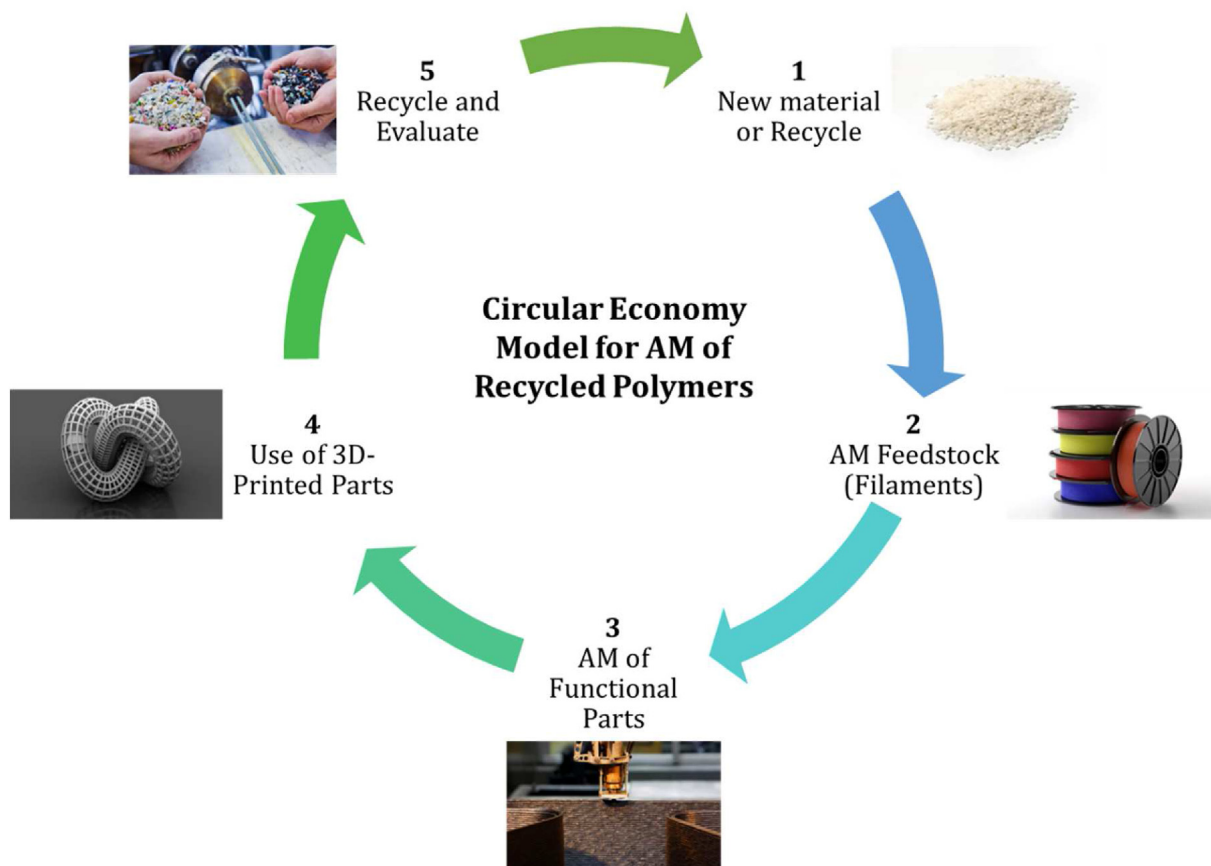 Circular Economy
Model for AM of
Recycled Polymers
1
New material
or Recycle
2
AM Feedstock
(Filaments)
3
AM of
Functional
Parts
4
Use of 3D-
Printed Parts
5
Recycle and
Evaluate